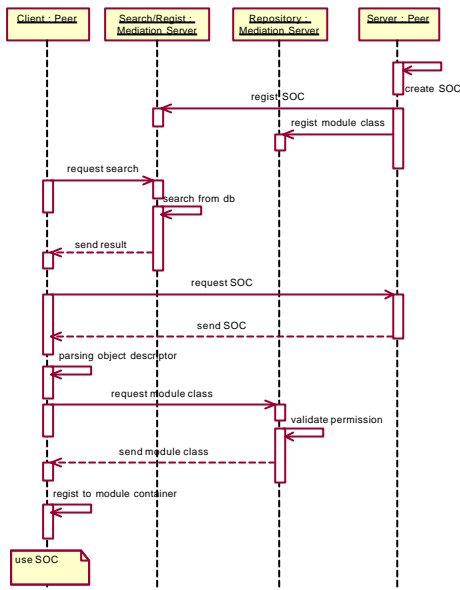 Client : Peer
Search/Regist :
Mediation Server
Repository :
Mediation Server
Server : Peer
create SOC
regist SOC
regist module class
request search
search from db
send result
request SOC
send SOC
parsing object descriptor
request module class
validate permission
send module class
regist to module container
use SOC